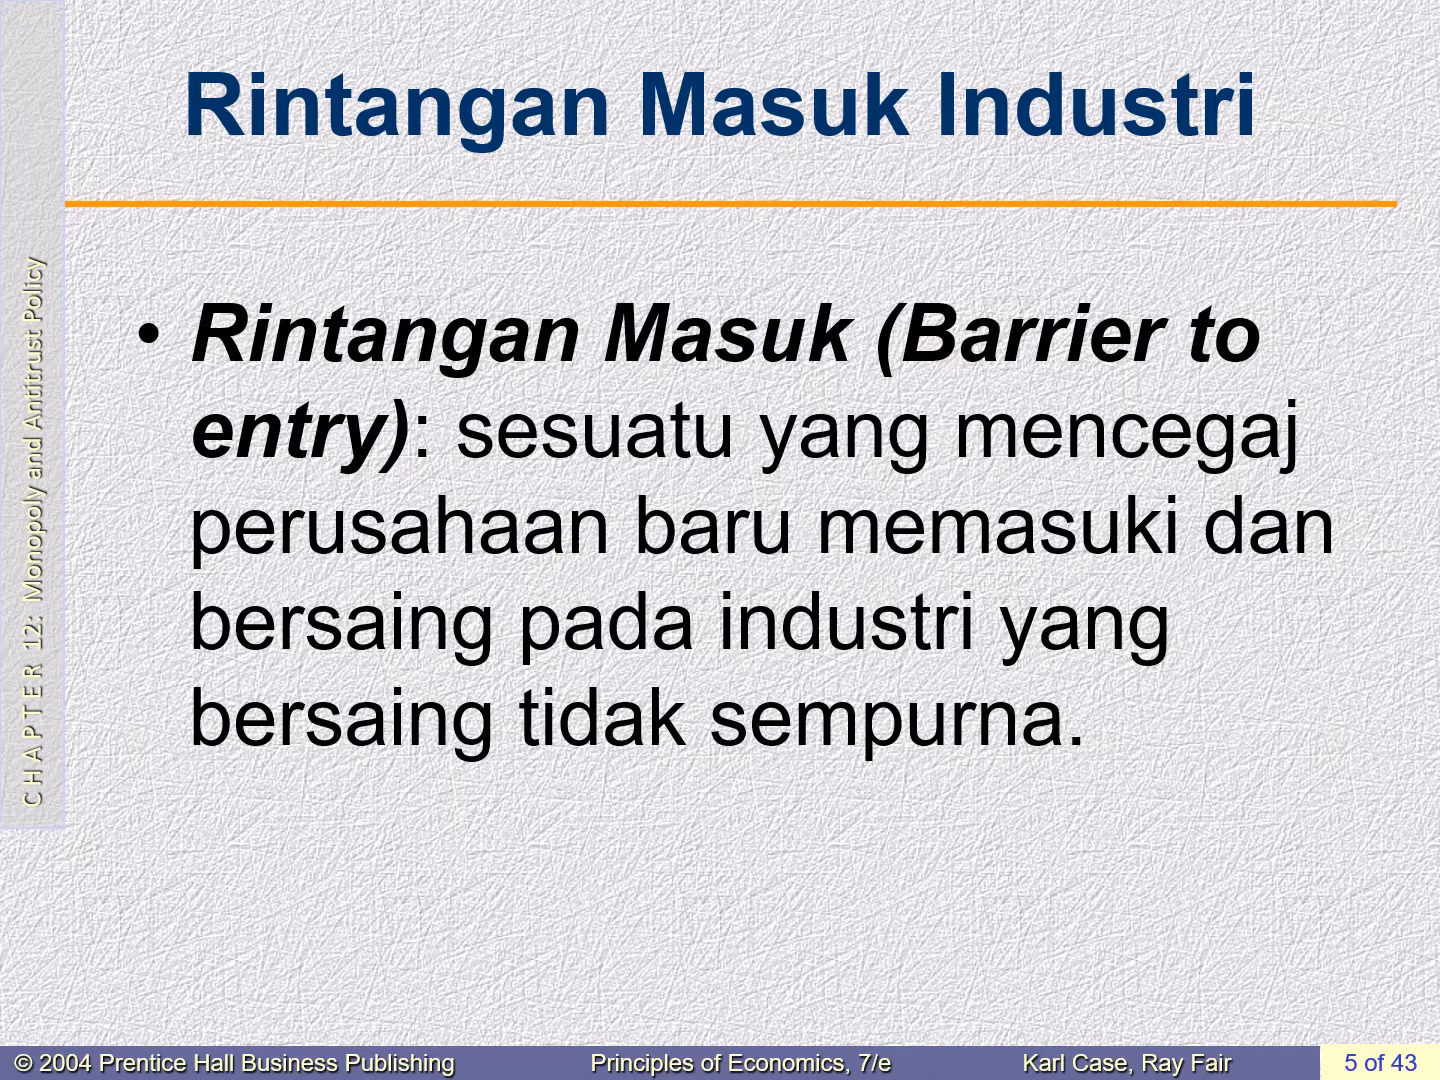 Rintangan Masuk Industri
• Rintangan Masuk (Barrier to
entry): sesuatu yang mencegaj
perusahaan baru memasuki dan
bersaing pada industri yang
bersaing tidak sempurna.
C H A P T E R  12:  Monopoly and Antitrust Policy
© 2004 Prentice Hall Business Publishing
Principles of Economics, 7/e
Karl Case, Ray Fair
5 of 43